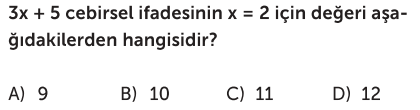 3x + 5 cebirsel ifadesinin x = 2 için değeri aşa-
ğıdakilerden hangisidir?
A) 9 B) 10 C) 11 D) 12